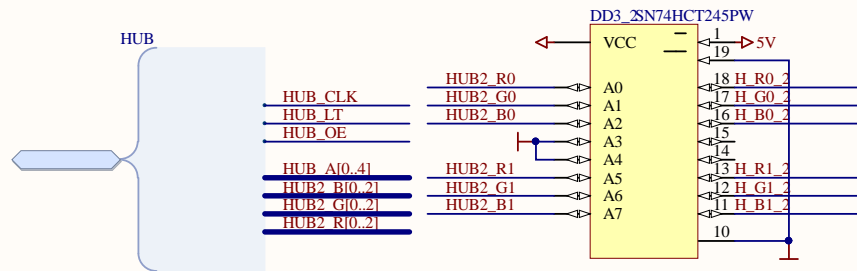 DD3_2SN74HCT245PW
HUB
VCC
1
5V
19
HUB2_R0
A0
18
H_R0_2
HUB_CLK
HUB2_G0
A1
17
H_G0_2
HUB_LT
HUB2_B0
A2
16
H_B0_2
HUB_OE
A3
15
A4
14
HUB_A[0..4]
HUB2_R1
A5
13
H_R1_2
HUB2_B[0..2]
HUB2_G1
A6
12
H_G1_2
HUB2_G[0..2]
HUB2_B1
A7
11
H_B1_2
HUB2_R[0..2]
10